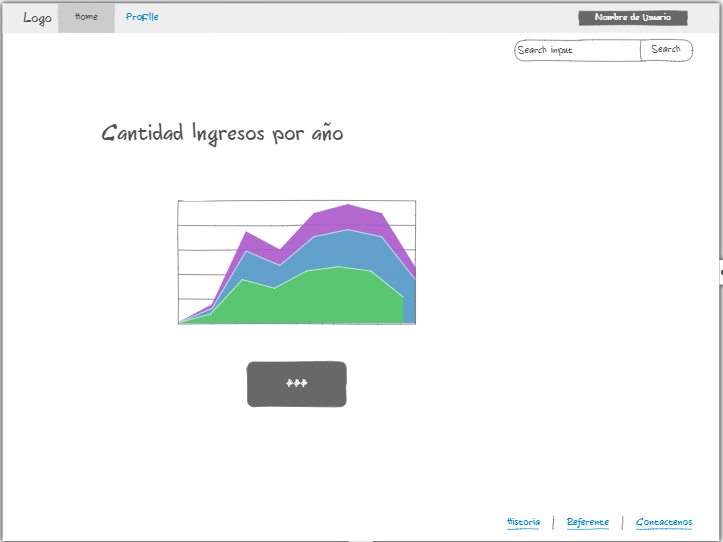 Logo Home Profile Nombre de Usuario
Search input Search
Cantidad Ingresos por año
***
Historia | Referente | Contactenos